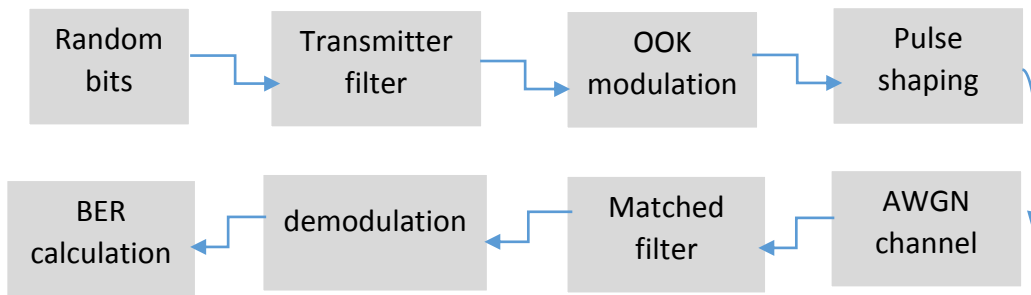 Random
bits
Transmitter
filter
OOK
modulation
Pulse
shaping
AWGN
channel
Matched
filter
demodulation
BER
calculation